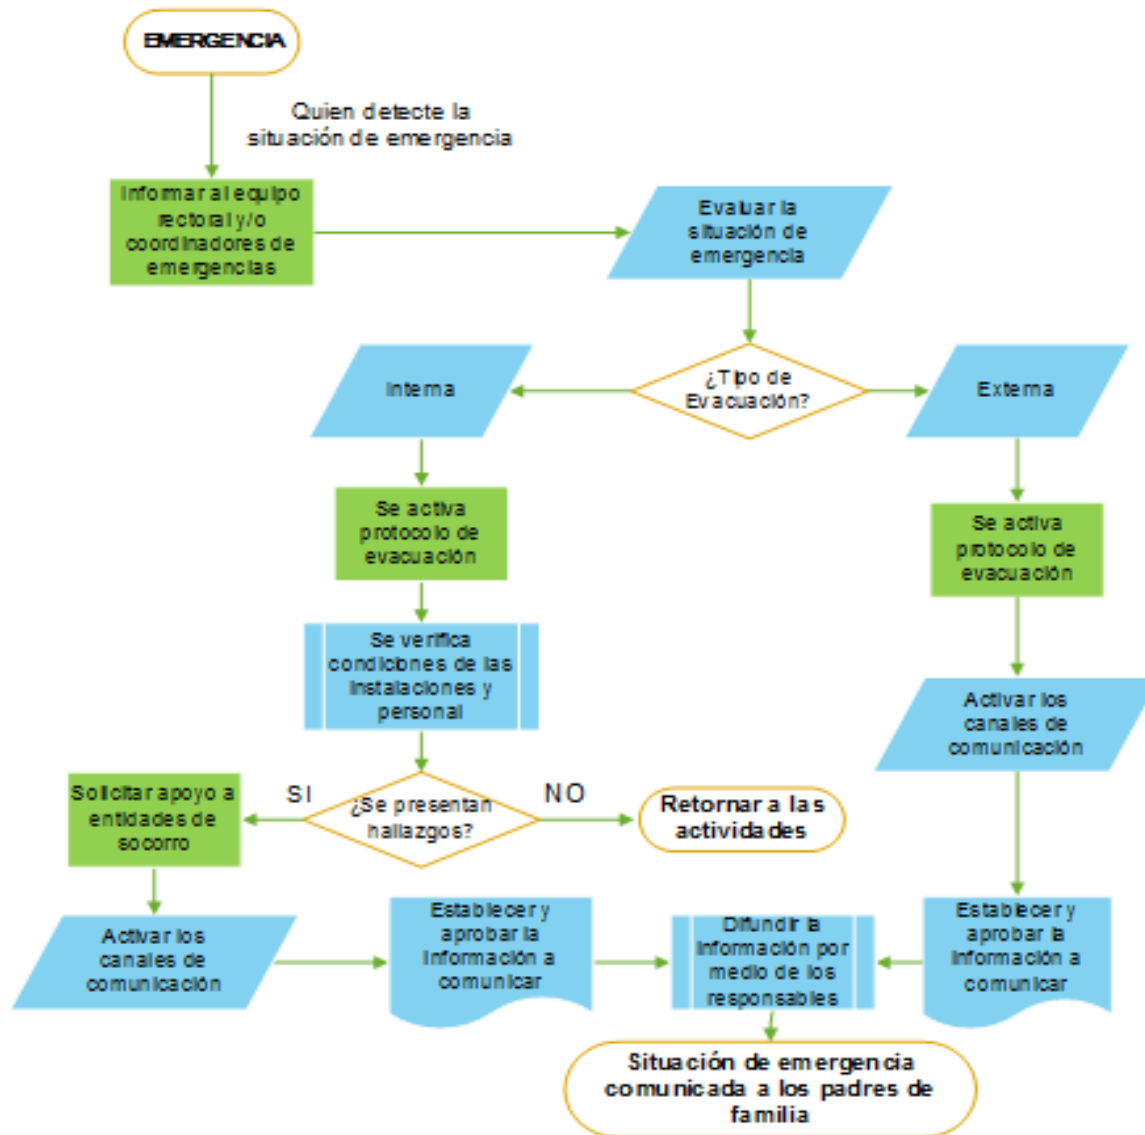 EMERGENCIA
Quien detecte la
situación de emergencia
Informar al equipo
rectoral y/o
coordinadores de
emergencias
Evaluar la
situación de
emergencia
¿Tipo de
Evacuación?
Interna
Externa
Se activa
protocolo de
evacuación
Se activa
protocolo de
evacuación
Se verifica
condiciones de las
instalaciones y
personal
Activar los
canales de
comunicación
¿Se presentan
hallazgos?
SI
NO
Solicitar apoyo a
entidades de
socorro
Retornar a las
actividades
Activar los
canales de
comunicación
Establecer y
aprobar la
información a
comunicar
Difundir la
información por
medio de los
responsables
Establecer y
aprobar la
información a
comunicar
Situación de emergencia
comunicada a los padres de
familia